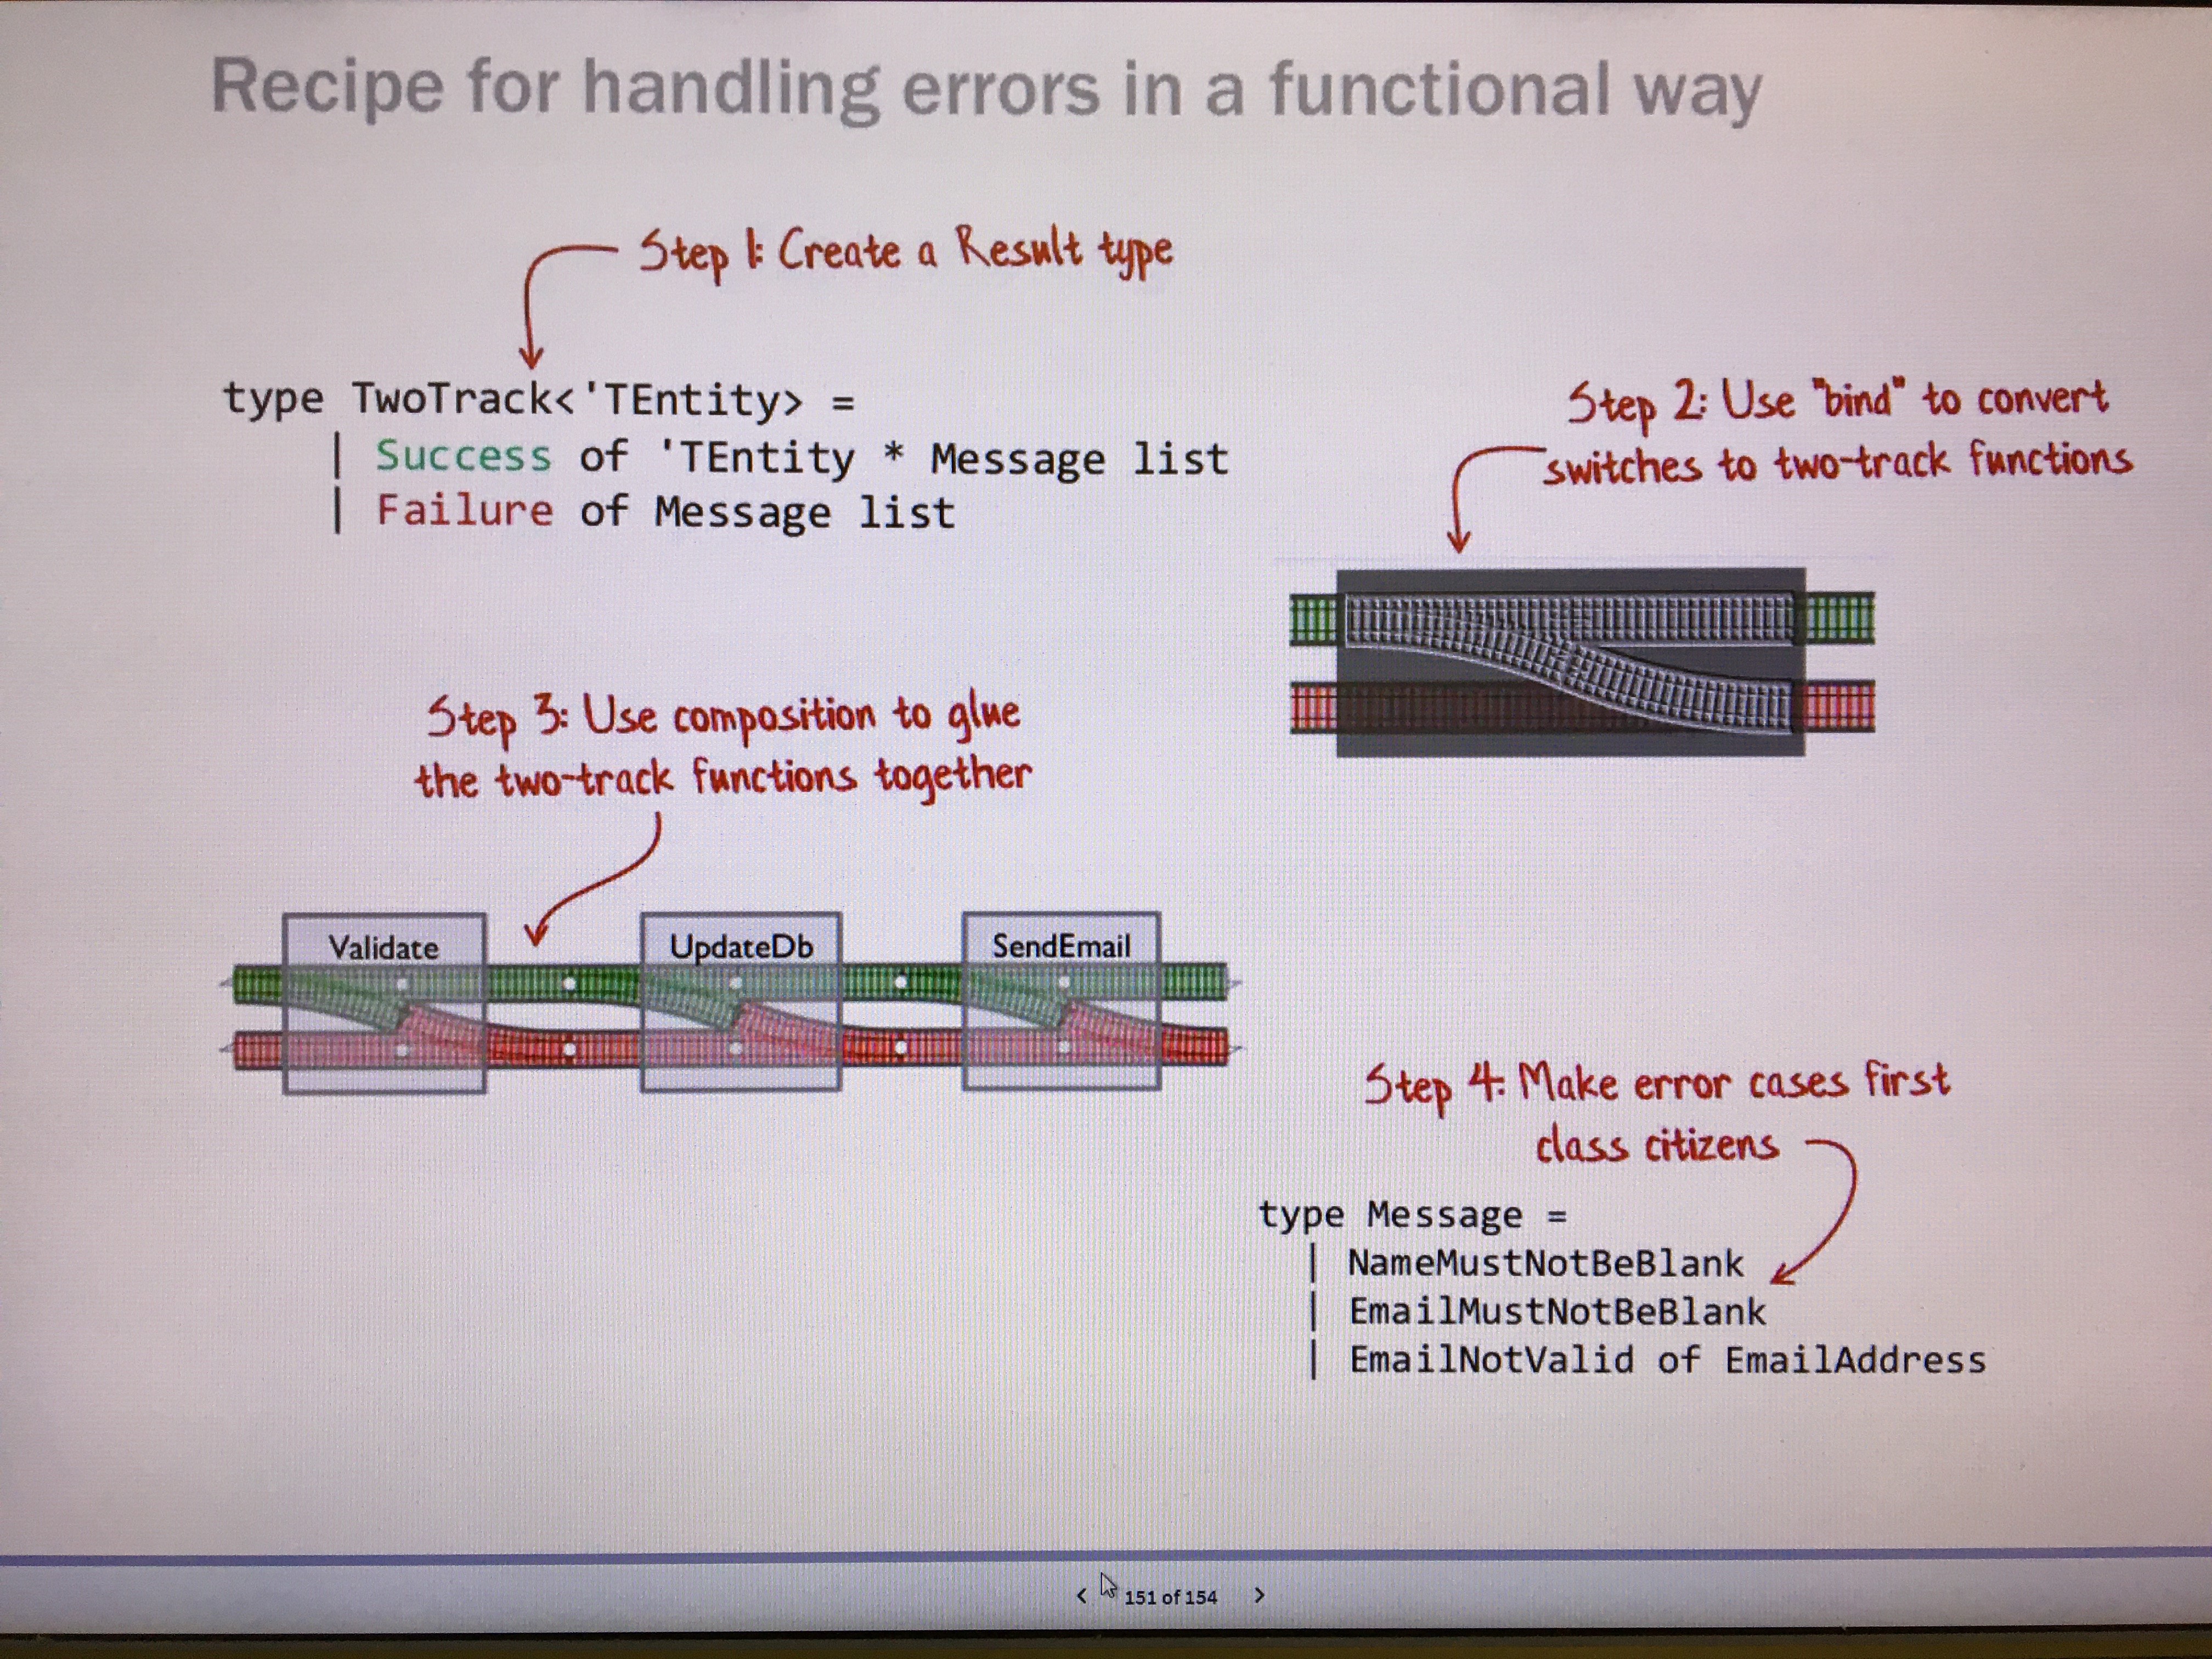 Recipe for handling errors in a functional way
Step 1: Create a Result type
type TwoTrack<'TEntity> =
| Success of 'TEntity * Message list
| Failure of Message list
Step 2: Use "bind" to convert
switches to two-track functions
Step 3: Use composition to glue
the two-track functions together
Validate
UpdateDb
SendEmail
Step 4: Make error cases first
class citizens
type Message =
| NameMustNotBeBlank
| EmailMustNotBeBlank
| EmailNotValid of EmailAddress
< 151 of 154 >